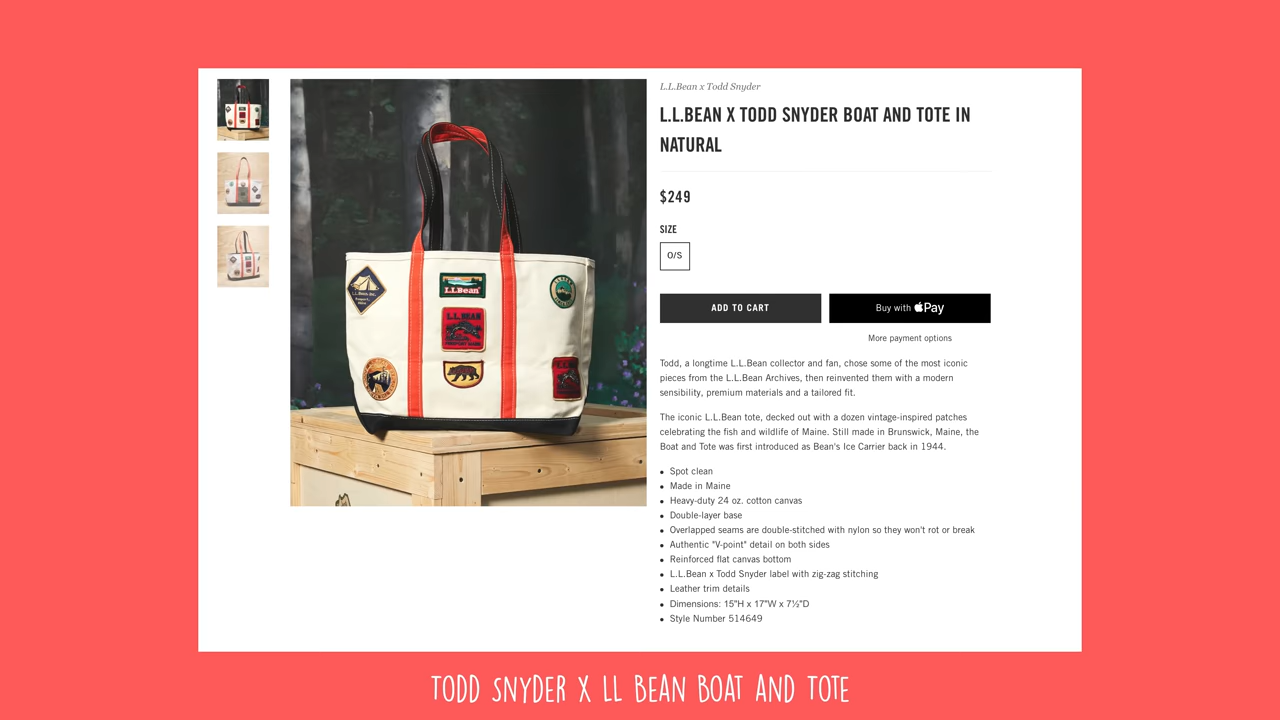 L.L.Bean x Todd Snyder
L.L.BEAN X TODD SNYDER BOAT AND TOTE IN
NATURAL
$249
SIZE
O/S
ADD TO CART
Buy with Pay
More payment options
Todd, a longtime L.L.Bean collector and fan, chose some of the most iconic
pieces from the L.L.Bean Archives, then reinvented them with a modern
sensibility, premium materials and a tailored fit.
The iconic L.L.Bean tote, decked out with a dozen vintage-inspired patches
celebrating the fish and wildlife of Maine. Still made in Brunswick, Maine, the
Boat and Tote was first introduced as Bean's Ice Carrier back in 1944.
• Spot clean
• Made in Maine
• Heavy-duty 24 oz. cotton canvas
• Double-layer base
• Overlapped seams are double-stitched with nylon so they won't rot or break
• Authentic "V-point" detail on both sides
• Reinforced flat canvas bottom
• L.L.Bean x Todd Snyder label with zig-zag stitching
• Leather trim details
• Dimensions: 15"H x 17"W x 7½"D
• Style Number 514649
L.L.Bean
L.L.BEAN
TODD SNYDER X LL BEAN BOAT AND TOTE